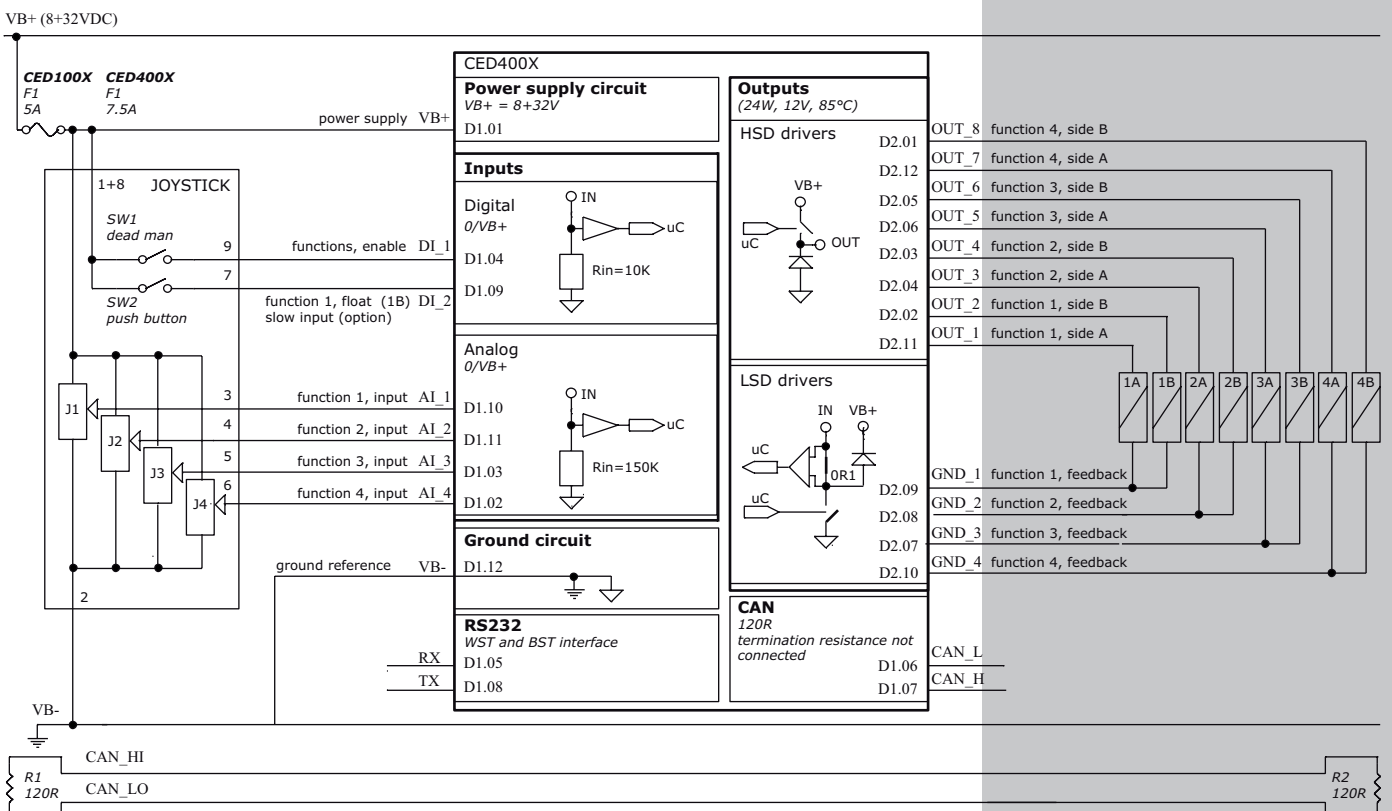 VB+ (8+32VDC)
CED100X CED400X
F1 F1
5A 7.5A
power supply VB+
1+8 JOYSTICK
SW1
dead man
9
7
SW2
push button
functions, enable DI_1
function 1, float (1B) DI_2
slow input (option)
J1
J2
J3
J4
3
4
5
6
2
function 1, input AI_1
function 2, input AI_2
function 3, input AI_3
function 4, input AI_4
ground reference VB-
RX
TX
CED400X
Power supply circuit
VB+ = 8+32V
D1.01
Inputs
Digital
0/VB+
D1.04
D1.09
IN
uC
Rin=10K
Analog
0/VB+
D1.10
D1.11
D1.03
D1.02
IN
uC
Rin=150K
Ground circuit
D1.12
RS232
WST and BST interface
D1.05
D1.08
Outputs
(24W, 12V, 85°C)
HSD drivers
VB+
uC
OUT
D2.01
D2.12
D2.05
D2.06
D2.03
D2.04
D2.02
D2.11
LSD drivers
IN VB+
uC
0R1
uC
D2.09
D2.08
D2.07
D2.10
CAN
120R
termination resistance not
connected
D1.06
D1.07
OUT_8 function 4, side B
OUT_7 function 4, side A
OUT_6 function 3, side B
OUT_5 function 3, side A
OUT_4 function 2, side B
OUT_3 function 2, side A
OUT_2 function 1, side B
OUT_1 function 1, side A
1A 1B 2A 2B 3A 3B 4A 4B
GND_1 function 1, feedback
GND_2 function 2, feedback
GND_3 function 3, feedback
GND_4 function 4, feedback
CAN_L
CAN_H
VB-
CAN_HI
R1
120R
CAN_LO
R2
120R